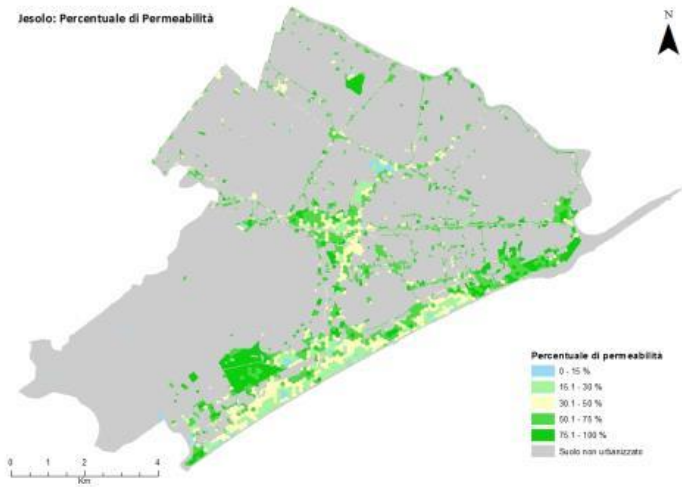 Jesolo: Percentuale di Permeabilità
N
Percentuale di permeabilità
0 - 15 %
15.1 - 30 %
30.1 - 50 %
50.1 - 75 %
75.1 - 100 %
Suolo non urbanizzato
0 1 2 4
Km